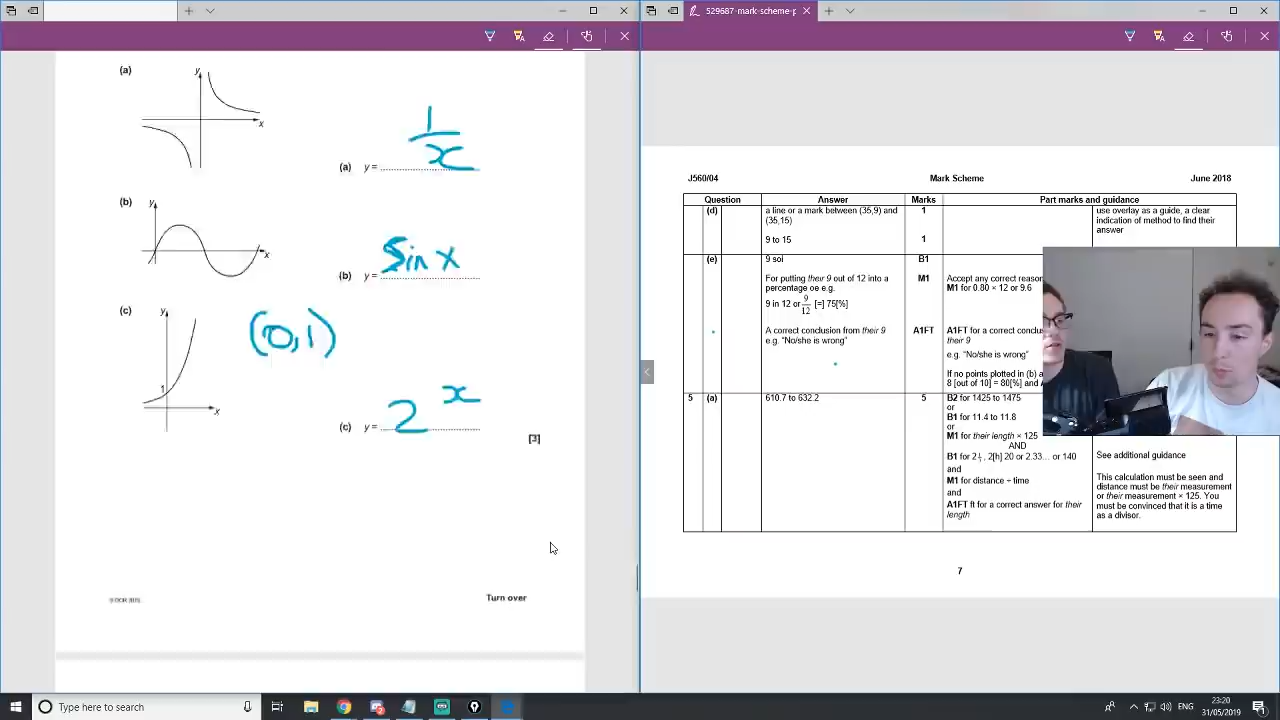 529687-mark-scheme-p
(a)
y
x
1
x
(a) y =
(b)
y
x
Sin x
(b) y =
(c)
y
1
x
(0,1)
2 x
(c) y =
[3]
Turn over
J560/04 Mark Scheme June 2018
Question Answer Marks Part marks and guidance
(d) a line or a mark between (35,9) and (35,15) 1 use overlay as a guide, a clear indication of method to find their answer
9 to 15 1
(e) 9 soi B1
For putting their 9 out of 12 into a percentage oe e.g. M1 Accept any correct
M1 for 0.80 × 12 or 9.6
9 in 12 or 9/12 [=] 75[%]
A correct conclusion from their 9 A1FT A1FT for a correct
e.g. "No/she is wrong" their 9
e.g. "No/she is wrong"
If no points plotted in (b)
8 [out of 10] = 80[%]
5 (a) 610.7 to 632.2 5 B2 for 1425 to 1475
or
B1 for 11.4 to 11.8
or
M1 for their length × 125
AND
B1 for 2[h] 20 or 2.33... or 140
and
M1 for distance ÷ time
and
A1FT ft for a correct answer for their length
See additional guidance
This calculation must be seen and distance must be their measurement or their measurement × 125. You must be convinced that it is a time as a divisor.
7
Type here to search
ENG
23:20
31/05/2019